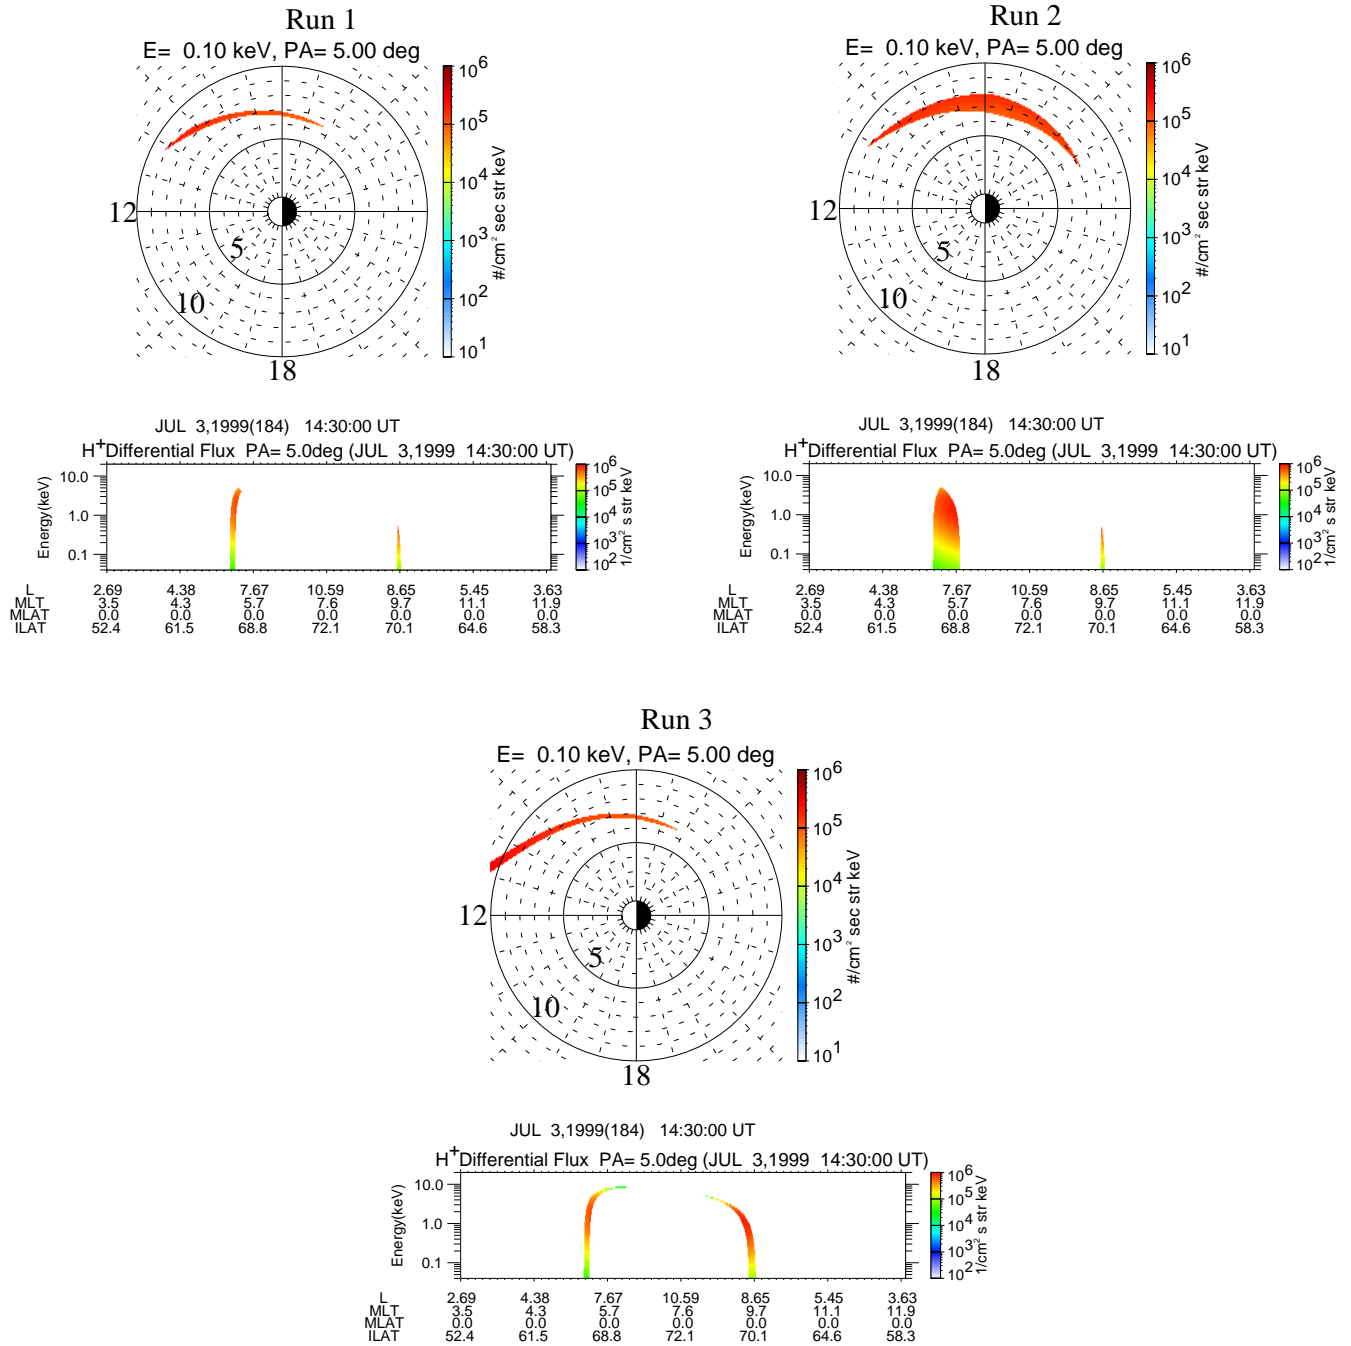 Run 1
E= 0.10 keV, PA= 5.00 deg
12
5
10
18
10^6
10^5
10^4
10^3
10^2
10^1
#/cm² sec str keV
JUL 3,1999(184) 14:30:00 UT
H+Differential Flux PA= 5.0deg (JUL 3,1999 14:30:00 UT)
Energy(keV)
10.0
1.0
0.1
10^6
10^5
10^4
10^3
10^2
1/cm² s str keV
L 2.69 4.38 7.67 10.59 8.65 5.45 3.63
MLT 3.5 4.3 5.7 7.6 9.7 11.1 11.9
MLAT 0.0 0.0 0.0 0.0 0.0 0.0 0.0
ILAT 52.4 61.5 68.8 72.1 70.1 64.6 58.3
Run 2
E= 0.10 keV, PA= 5.00 deg
12
5
10
18
10^6
10^5
10^4
10^3
10^2
10^1
#/cm² sec str keV
JUL 3,1999(184) 14:30:00 UT
H+Differential Flux PA= 5.0deg (JUL 3,1999 14:30:00 UT)
Energy(keV)
10.0
1.0
0.1
10^6
10^5
10^4
10^3
10^2
1/cm² s str keV
L 2.69 4.38 7.67 10.59 8.65 5.45 3.63
MLT 3.5 4.3 5.7 7.6 9.7 11.1 11.9
MLAT 0.0 0.0 0.0 0.0 0.0 0.0 0.0
ILAT 52.4 61.5 68.8 72.1 70.1 64.6 58.3
Run 3
E= 0.10 keV, PA= 5.00 deg
12
5
10
18
10^6
10^5
10^4
10^3
10^2
10^1
#/cm² sec str keV
JUL 3,1999(184) 14:30:00 UT
H+Differential Flux PA= 5.0deg (JUL 3,1999 14:30:00 UT)
Energy(keV)
10.0
1.0
0.1
10^6
10^5
10^4
10^3
10^2
1/cm² s str keV
L 2.69 4.38 7.67 10.59 8.65 5.45 3.63
MLT 3.5 4.3 5.7 7.6 9.7 11.1 11.9
MLAT 0.0 0.0 0.0 0.0 0.0 0.0 0.0
ILAT 52.4 61.5 68.8 72.1 70.1 64.6 58.3